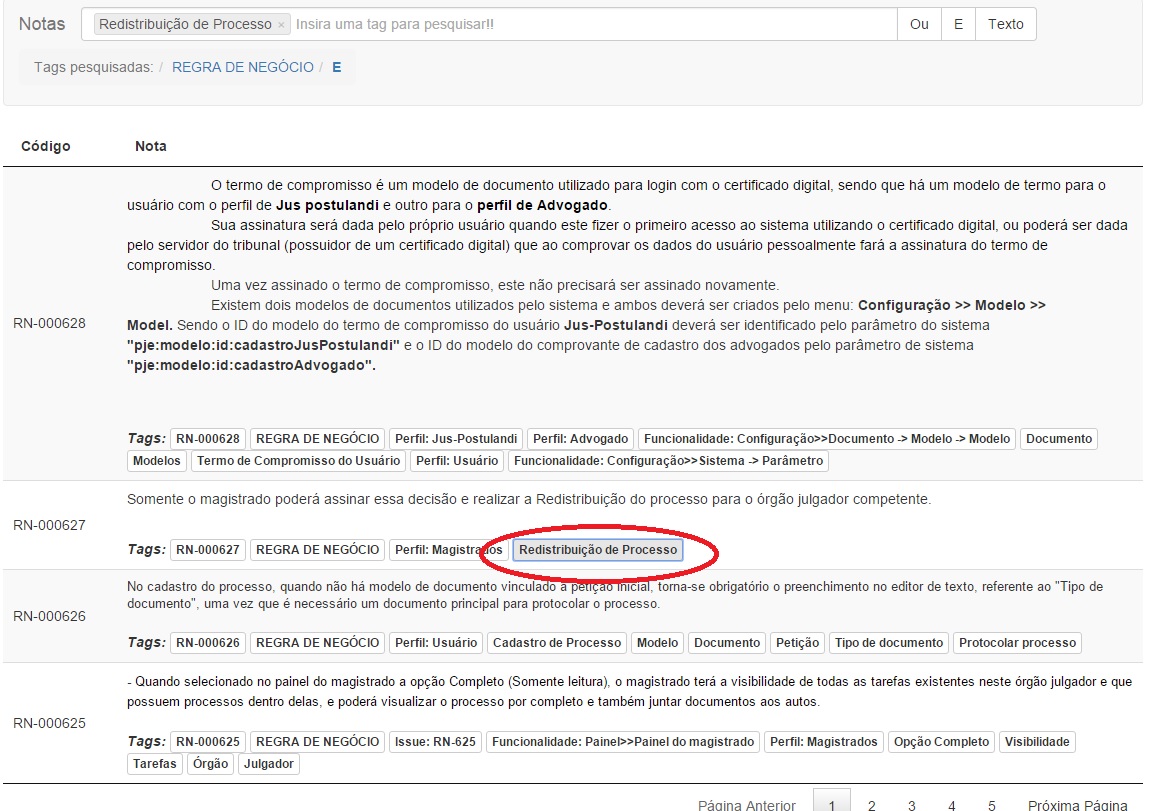 Notas Redistribuição de Processo × Insira uma tag para pesquisar!! Ou E Texto
Tags pesquisadas: / REGRA DE NEGÓCIO / E
Código Nota
O termo de compromisso é um modelo de documento utilizado para login com o certificado digital, sendo que há um modelo de termo para o
usuário com o perfil de Jus postulandi e outro para o perfil de Advogado.
Sua assinatura será dada pelo próprio usuário quando este fizer o primeiro acesso ao sistema utilizando o certificado digital, ou poderá ser dada
pelo servidor do tribunal (possuidor de um certificado digital) que ao comprovar os dados do usuário pessoalmente fará a assinatura do termo de
compromisso.
Uma vez assinado o termo de compromisso, este não precisará ser assinado novamente.
Existem dois modelos de documentos utilizados pelo sistema e ambos deverá ser criados pelo menu: Configuração >> Modelo >>
RN-000628
Model. Sendo o ID do modelo do termo de compromisso do usuário Jus-Postulandi deverá ser identificado pelo parâmetro do sistema
"pje:modelo:id:cadastroJusPostulandi" e o ID do modelo do comprovante de cadastro dos advogados pelo parâmetro de sistema
"pje:modelo:id:cadastroAdvogado".
Tags: RN-000628 REGRA DE NEGÓCIO Perfil: Jus-Postulandi Perfil: Advogado Funcionalidade: Configuração>>Documento -> Modelo -> Modelo Documento
Modelos Termo de Compromisso do Usuário Perfil: Usuário Funcionalidade: Configuração>>Sistema -> Parâmetro
Somente o magistrado poderá assinar essa decisão e realizar a Redistribuição do processo para o órgão julgador competente.
RN-000627
Tags: RN-000627 REGRA DE NEGÓCIO Perfil: Magistrados Redistribuição de Processo
No cadastro do processo, quando não há modelo de documento vinculado à petição inicial, torna-se obrigatório o preenchimento no editor de texto, referente ao "Tipo de
documento", uma vez que é necessário um documento principal para protocolar o processo.
RN-000626
Tags: RN-000626 REGRA DE NEGÓCIO Perfil: Usuário Cadastro de Processo Modelo Documento Petição Tipo de documento Protocolar processo
- Quando selecionado no painel do magistrado a opção Completo (Somente leitura), o magistrado terá a visibilidade de todas as tarefas existentes neste órgão julgador e que
possuem processos dentro delas, e poderá visualizar o processo por completo e também juntar documentos aos autos.
RN-000625
Tags: RN-000625 REGRA DE NEGÓCIO Issue: RN-625 Funcionalidade: Painel>>Painel do magistrado Perfil: Magistrados Opção Completo Visibilidade
Tarefas Órgão Julgador
Página Anterior 1 2 3 4 5 Próxima Página